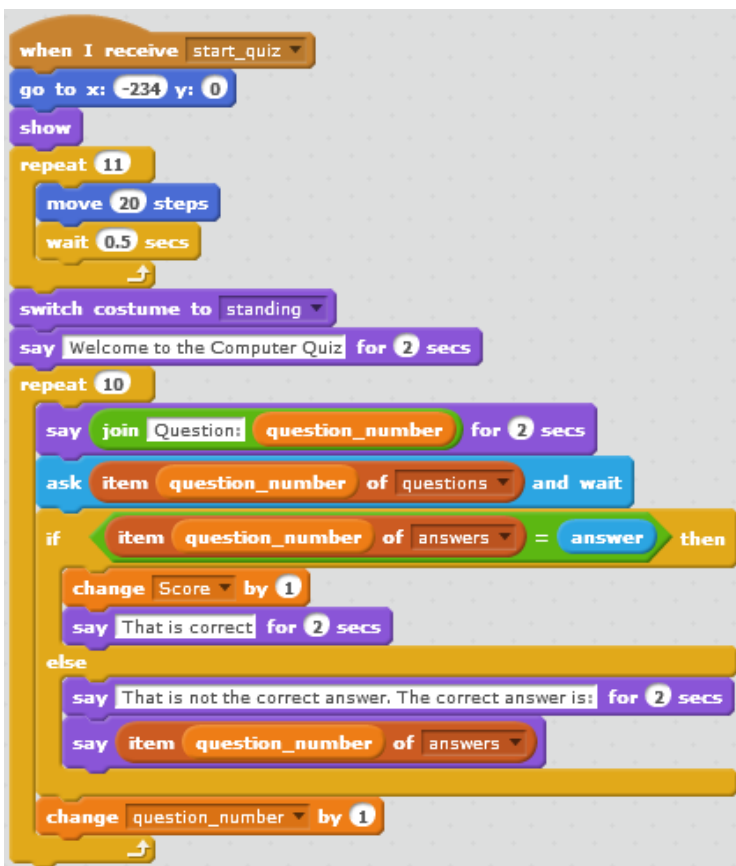 when I receive start_quiz
go to x: -234 y: 0
show
repeat 11
move 20 steps
wait 0.5 secs
switch costume to standing
say Welcome to the Computer Quiz for 2 secs
repeat 10
say join Question: question_number for 2 secs
ask item question_number of questions and wait
if item question_number of answers = answer then
change Score by 1
say That is correct for 2 secs
else
say That is not the correct answer. The correct answer is: for 2 secs
say item question_number of answers
change question_number by 1